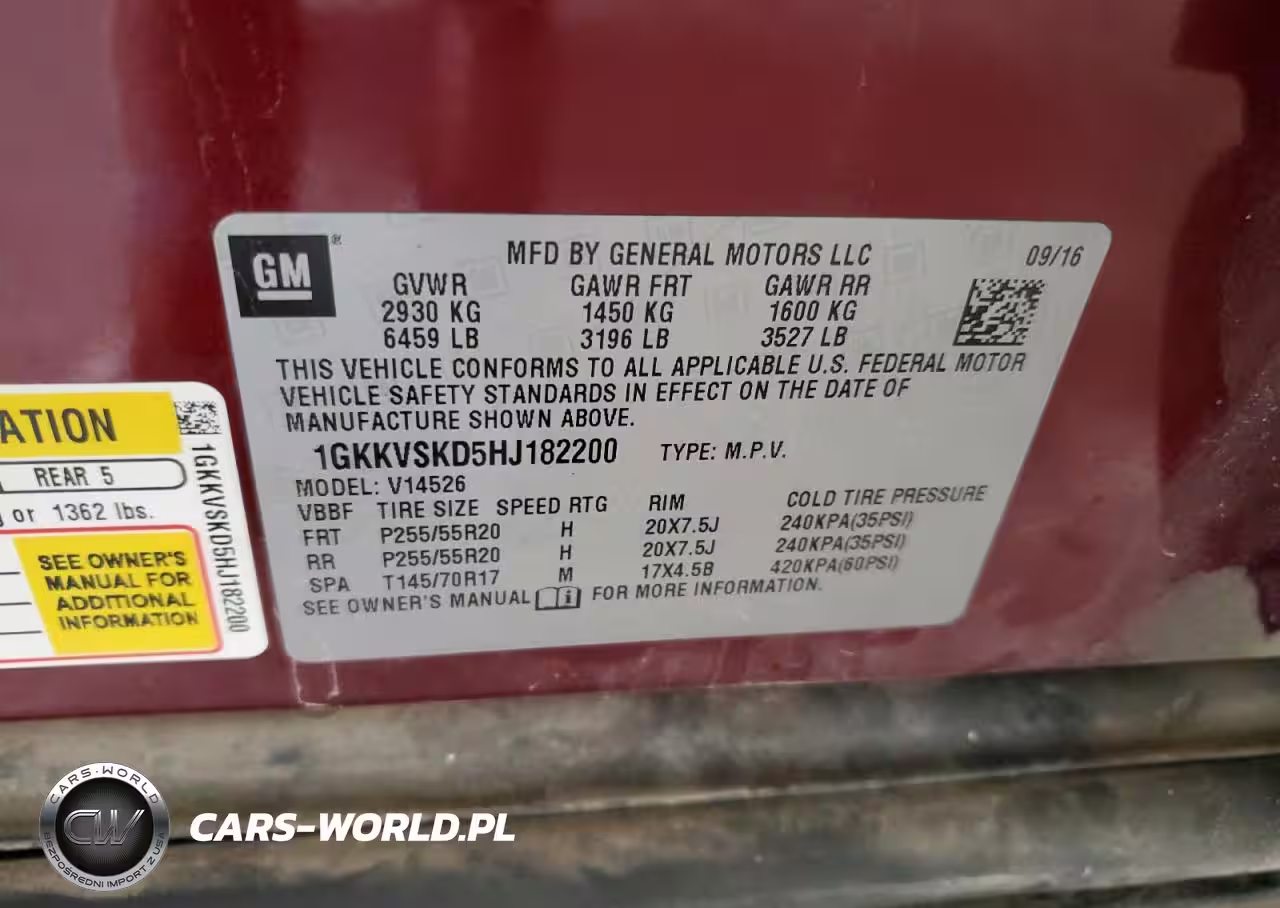 GM®
MFD BY GENERAL MOTORS LLC 09/16
GVWR GAWR FRT GAWR RR
2930 KG 1450 KG 1600 KG
6459 LB 3196 LB 3527 LB
THIS VEHICLE CONFORMS TO ALL APPLICABLE U.S. FEDERAL MOTOR
VEHICLE SAFETY STANDARDS IN EFFECT ON THE DATE OF
MANUFACTURE SHOWN ABOVE.
1GKKVSKD5HJ182200 TYPE: M.P.V.
MODEL: V14526
VBBF TIRE SIZE SPEED RTG RIM COLD TIRE PRESSURE
FRT P255/55R20 H 20X7.5J 240KPA(35PSI)
RR P255/55R20 H 20X7.5J 240KPA(35PSI)
SPA T145/70R17 M 17X4.5B 420KPA(60PSI)
SEE OWNER'S MANUAL FOR MORE INFORMATION.
ATION
REAR 5
or 1362 lbs.
SEE OWNER'S
MANUAL FOR
ADDITIONAL
INFORMATION
1GKKVSKD5HJ182200
CARS-WORLD
CW
BEZPOŚREDNI IMPORT Z USA
CARS-WORLD.PL